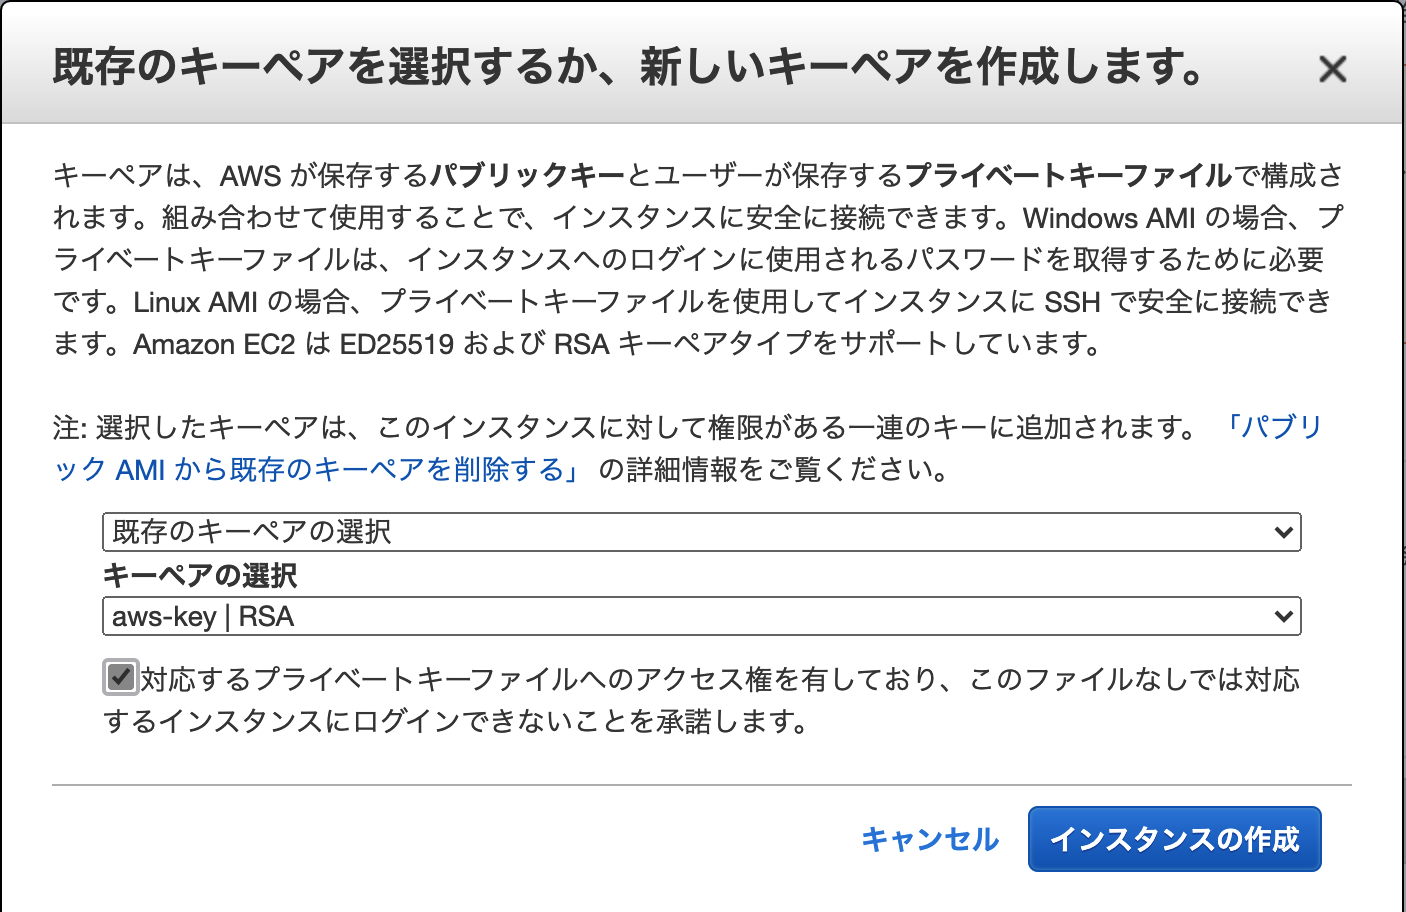 既存のキーペアを選択するか、新しいキーペアを作成します。
キーペアは、AWS が保存するパブリックキーとユーザーが保存するプライベートキーファイルで構成さ
れます。組み合わせて使用することで、インスタンスに安全に接続できます。Windows AMI の場合、プ
ライベートキーファイルは、インスタンスへのログインに使用されるパスワードを取得するために必要
です。Linux AMI の場合、プライベートキーファイルを使用してインスタンスに SSH で安全に接続でき
ます。Amazon EC2 は ED25519 および RSA キーペアタイプをサポートしています。
注: 選択したキーペアは、このインスタンスに対して権限がある一連のキーに追加されます。 「パブリ
ック AMI から既存のキーペアを削除する」 の詳細情報をご覧ください。
既存のキーペアの選択
キーペアの選択
aws-key | RSA
対応するプライベートキーファイルへのアクセス権を有しており、このファイルなしでは対応
するインスタンスにログインできないことを承諾します。
キャンセル インスタンスの作成